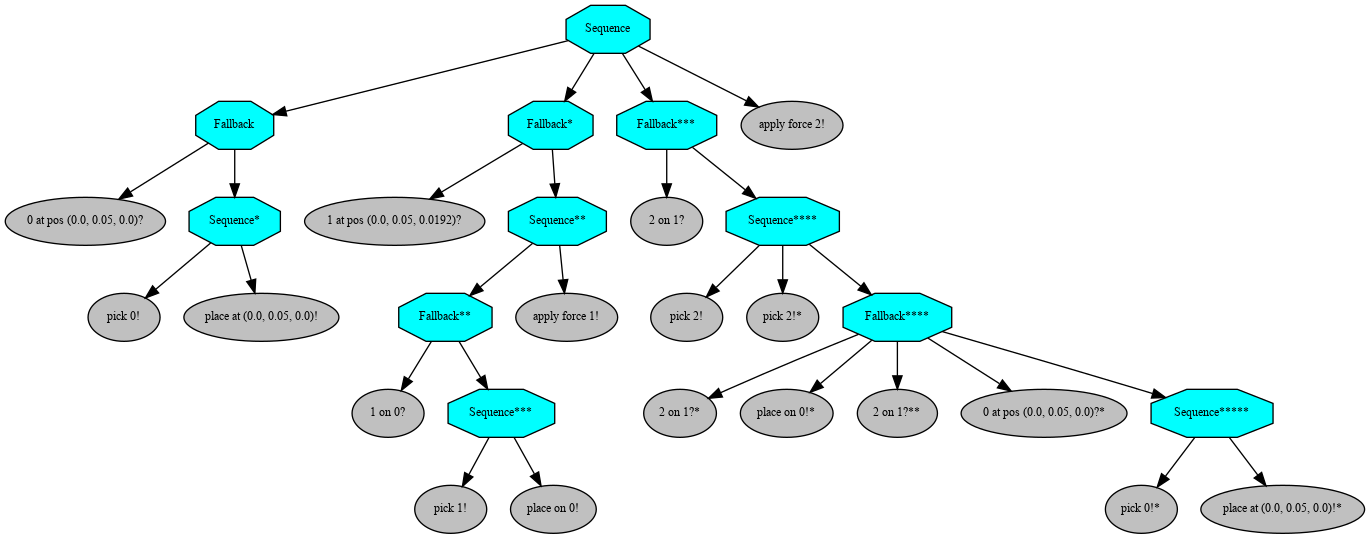 Sequence
Fallback
Fallback*
Fallback***
apply force 2!
0 at pos (0.0, 0.05, 0.0)?
Sequence*
1 at pos (0.0, 0.05, 0.0192)?
Sequence**
2 on 1?
Sequence****
pick 0!
place at (0.0, 0.05, 0.0)!
Fallback**
apply force 1!
pick 2!
pick 2!*
Fallback****
1 on 0?
Sequence***
2 on 1?*
place on 0!*
2 on 1?**
0 at pos (0.0, 0.05, 0.0)?*
Sequence*****
pick 1!
place on 0!
pick 0!*
place at (0.0, 0.05, 0.0)!*